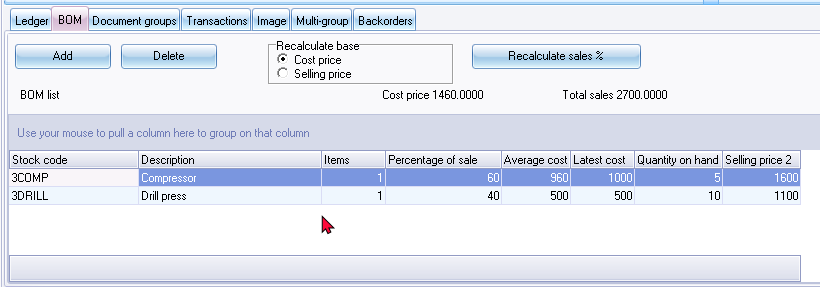 Ledger BOM Document groups Transactions Image Multi-group Backorders
Add Delete Recalculate base Recalculate sales %
Cost price
Selling price
BOM list Cost price 1460.0000 Total sales 2700.0000
Use your mouse to pull a column here to group on that column
Stock code Description Items Percentage of sale Average cost Latest cost Quantity on hand Selling price 2
3COMP Compressor 1 60 960 1000 5 1600
3DRILL Drill press 1 40 500 500 10 1100